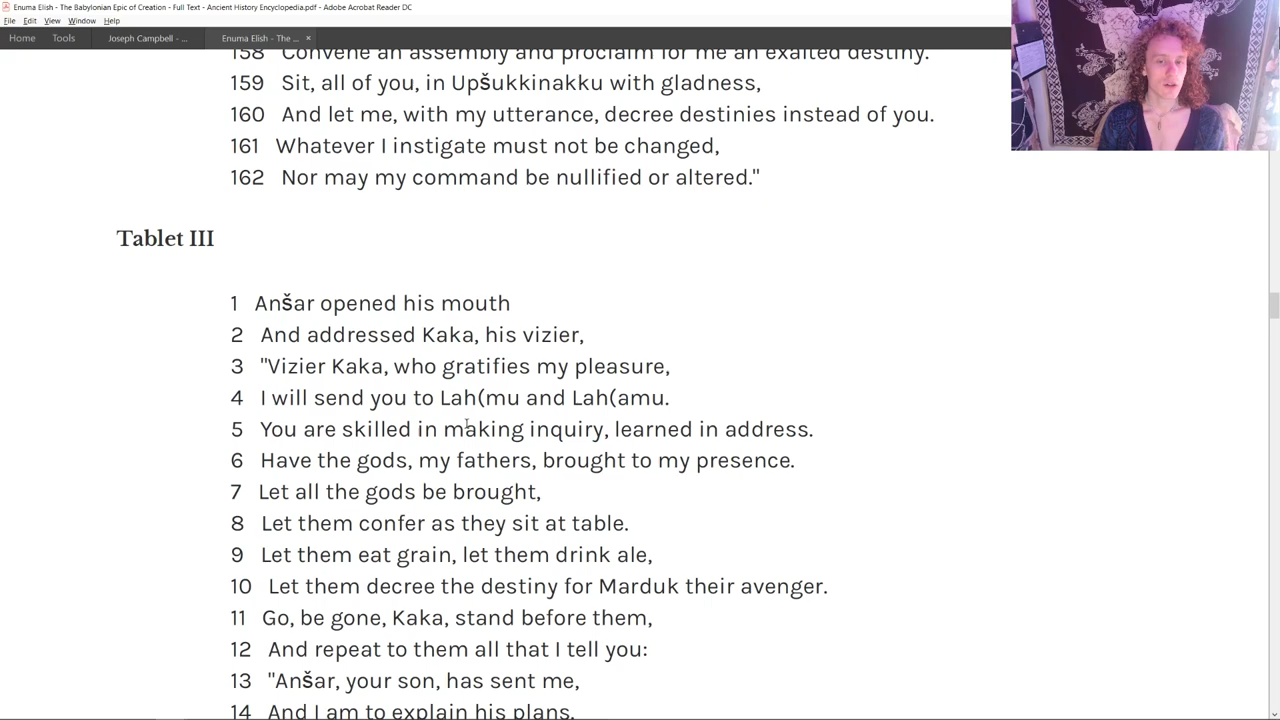 Enuma Elish - The Babylonian Epic of Creation - Full Text - Ancient History Encyclopedia.pdf - Adobe Acrobat Reader DC
File Edit View Window Help
Home Tools Joseph Campbell - ... Enuma Elish - The ... ×
158 Convene an assembly and proclaim for me an exalted destiny.
159 Sit, all of you, in Upšukkinakku with gladness,
160 And let me, with my utterance, decree destinies instead of you.
161 Whatever I instigate must not be changed,
162 Nor may my command be nullified or altered."
Tablet III
1 Anšar opened his mouth
2 And addressed Kaka, his vizier,
3 "Vizier Kaka, who gratifies my pleasure,
4 I will send you to Lah(mu and Lah(amu.
5 You are skilled in making inquiry, learned in address.
6 Have the gods, my fathers, brought to my presence.
7 Let all the gods be brought,
8 Let them confer as they sit at table.
9 Let them eat grain, let them drink ale,
10 Let them decree the destiny for Marduk their avenger.
11 Go, be gone, Kaka, stand before them,
12 And repeat to them all that I tell you:
13 "Anšar, your son, has sent me,
14 And I am to explain his plans.